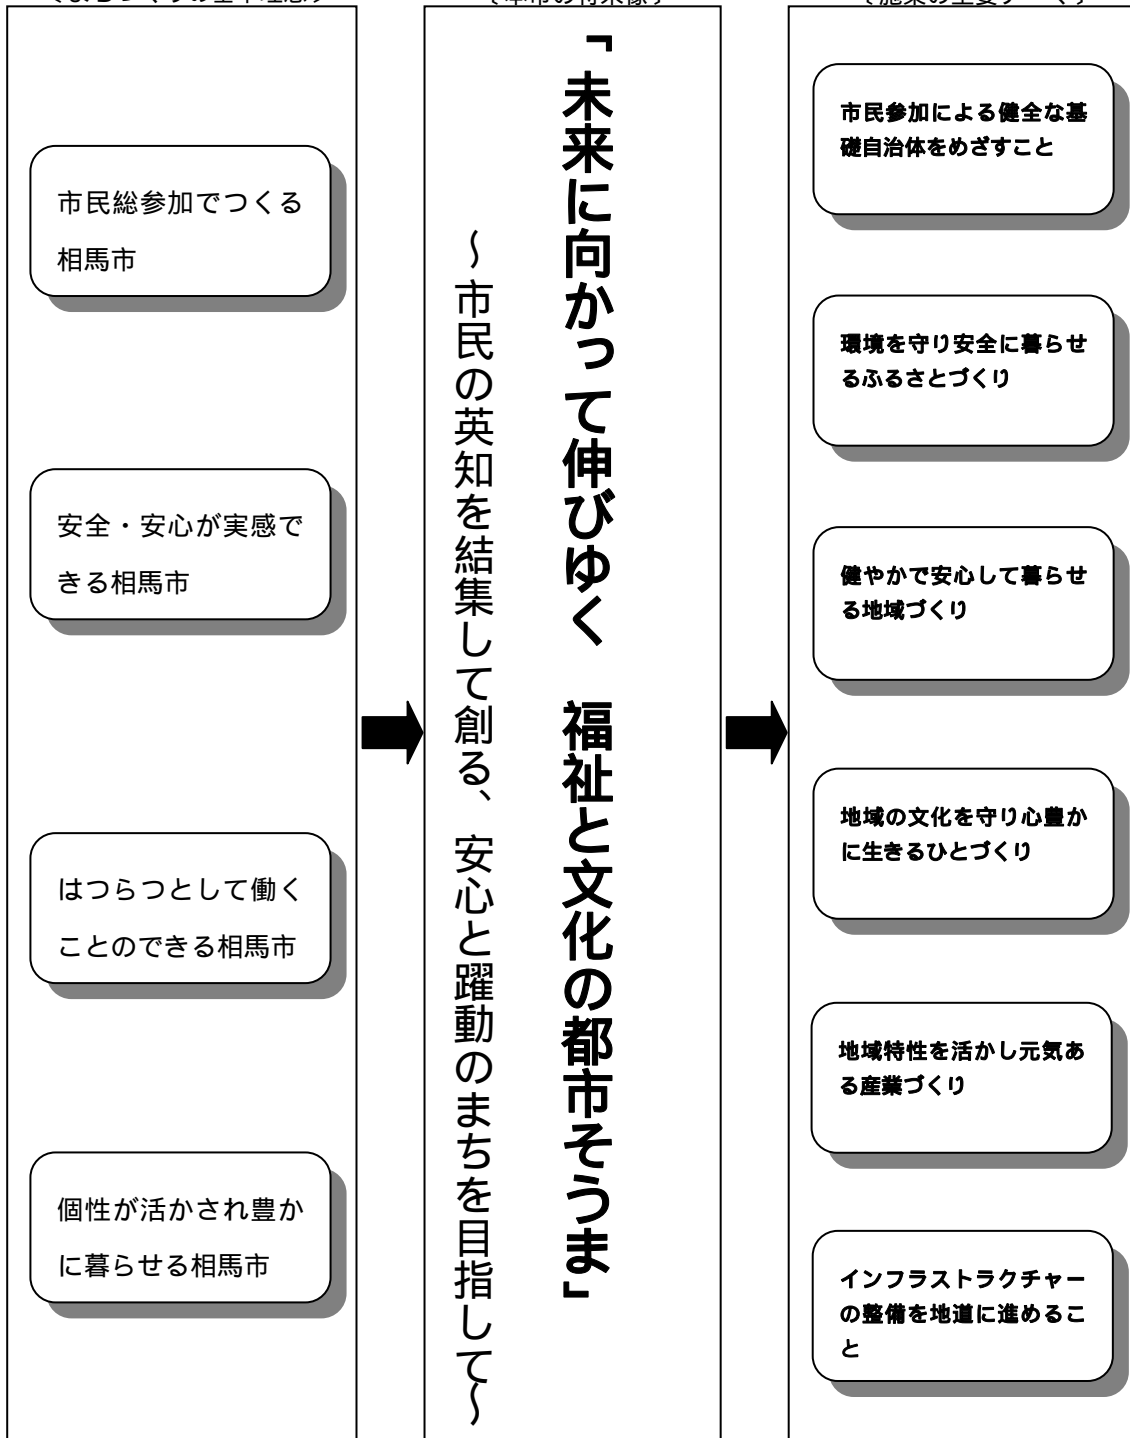 市民総参加でつくる
相馬市
安全・安心が実感で
きる相馬市
はつらつとして働く
ことのできる相馬市
個性が活かされ豊か
に暮らせる相馬市
「未来に向かって伸びゆく　福祉と文化の都市そうま」
～市民の英知を結集して創る、安心と躍動のまちを目指して～
市民参加による健全な基
礎自治体をめざすこと
環境を守り安全に暮らせ
るふるさとづくり
健やかで安心して暮らせ
る地域づくり
地域の文化を守り心豊か
に生きるひとづくり
地域特性を活かし元気あ
る産業づくり
インフラストラクチャー
の整備を地道に進めるこ
と